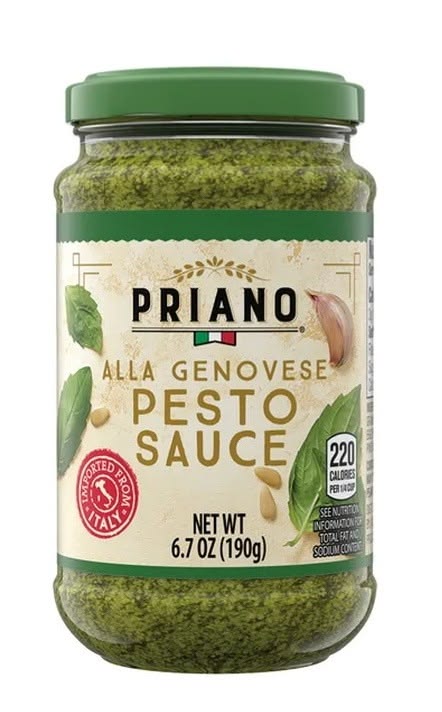 PRIANO
ALLA GENOVESE
PESTO
SAUCE
220
CALORIES
PER 1/4 CUP
IMPORTED FROM
ITALY
SEE NUTRITION
INFORMATION FOR
TOTAL FAT AND
SODIUM CONTENT
NET WT
6.7 OZ (190g)